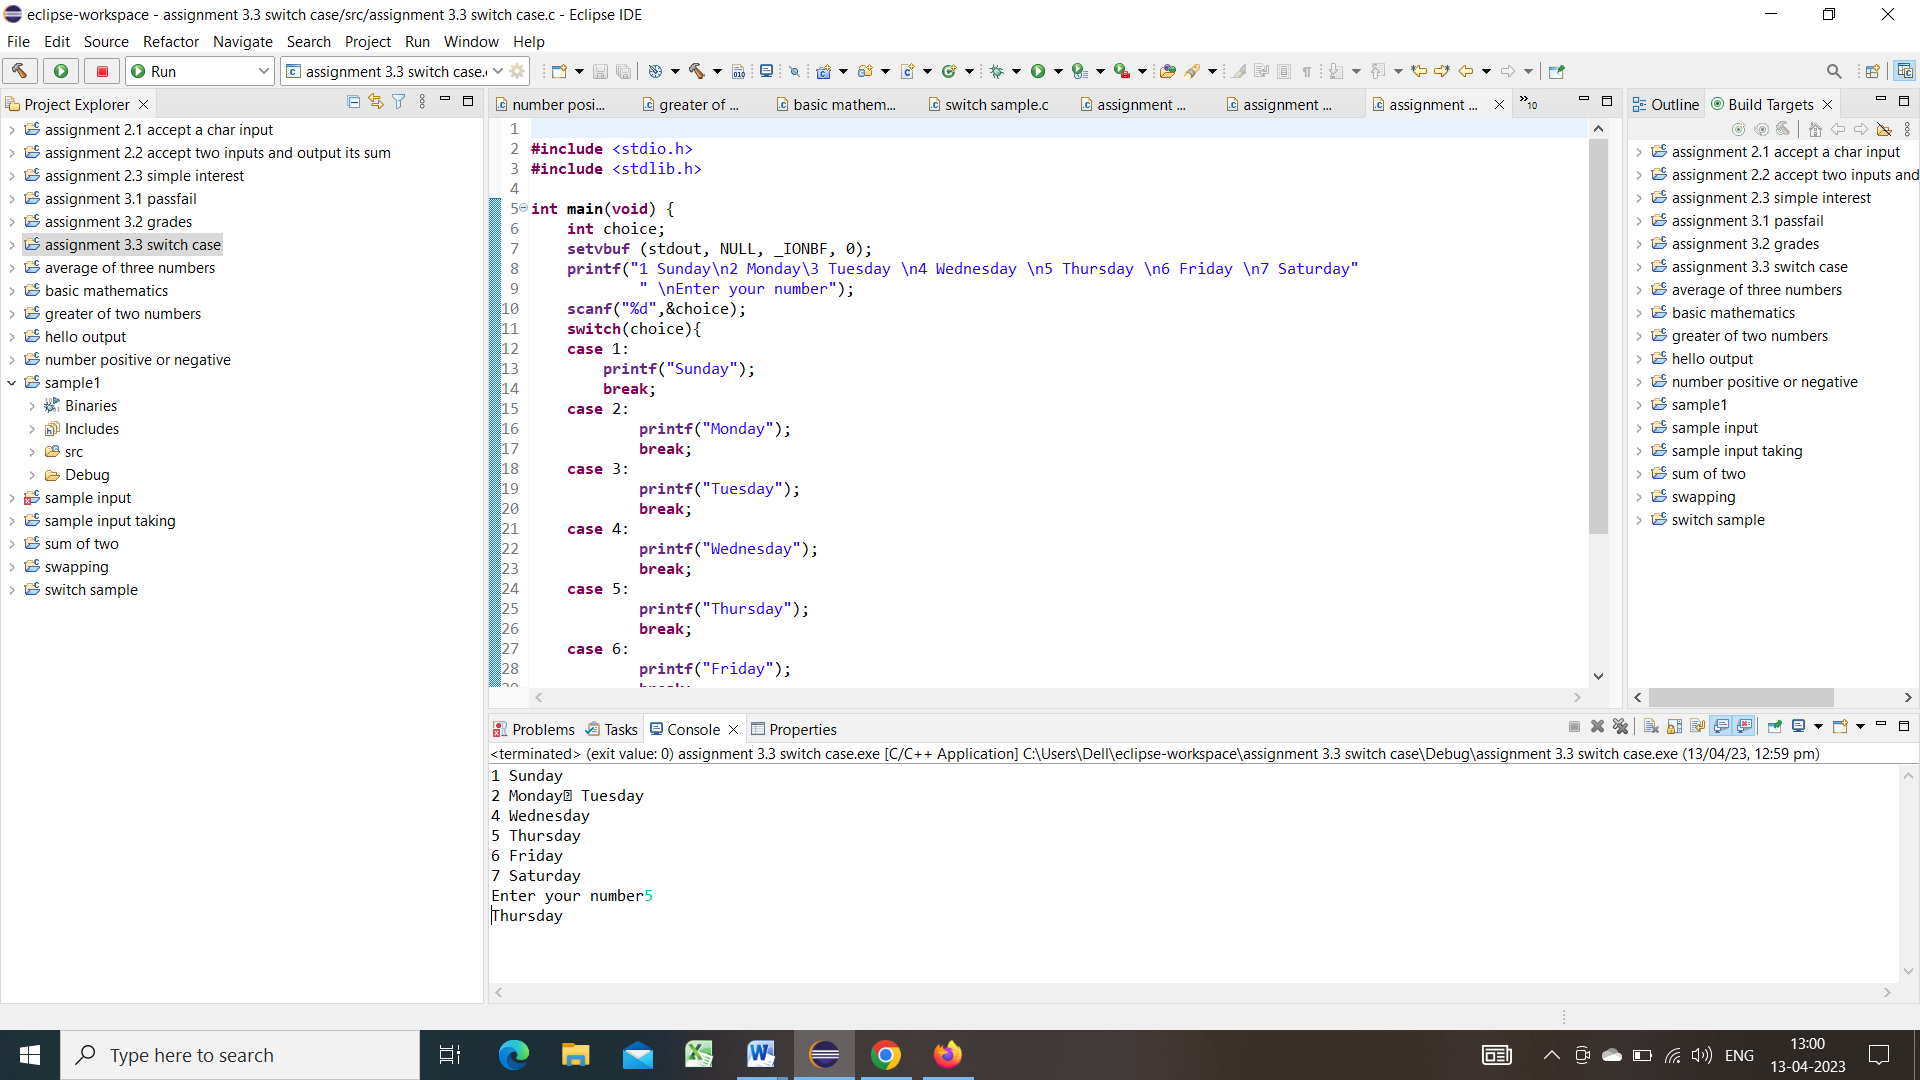 eclipse-workspace - assignment 3.3 switch case/src/assignment 3.3 switch case.c - Eclipse IDE
File Edit Source Refactor Navigate Search Project Run Window Help
Run
assignment 3.3 switch case.
Project Explorer
assignment 2.1 accept a char input
assignment 2.2 accept two inputs and output its sum
assignment 2.3 simple interest
assignment 3.1 passfail
assignment 3.2 grades
assignment 3.3 switch case
average of three numbers
basic mathematics
greater of two numbers
hello output
number positive or negative
sample1
Binaries
Includes
src
Debug
sample input
sample input taking
sum of two
swapping
switch sample
number posi... greater of ... basic mathem... switch sample.c assignment ... assignment ... assignment ... »10
1
2 #include <stdio.h>
3 #include <stdlib.h>
4
5 int main(void) {
6 int choice;
7 setvbuf (stdout, NULL, _IONBF, 0);
8 printf("1 Sunday\n2 Monday\3 Tuesday \n4 Wednesday \n5 Thursday \n6 Friday \n7 Saturday"
9 " \nEnter your number");
10 scanf("%d",&choice);
11 switch(choice){
12 case 1:
13 printf("Sunday");
14 break;
15 case 2:
16 printf("Monday");
17 break;
18 case 3:
19 printf("Tuesday");
20 break;
21 case 4:
22 printf("Wednesday");
23 break;
24 case 5:
25 printf("Thursday");
26 break;
27 case 6:
28 printf("Friday");
Outline Build Targets
assignment 2.1 accept a char input
assignment 2.2 accept two inputs and
assignment 2.3 simple interest
assignment 3.1 passfail
assignment 3.2 grades
assignment 3.3 switch case
average of three numbers
basic mathematics
greater of two numbers
hello output
number positive or negative
sample1
sample input
sample input taking
sum of two
swapping
switch sample
Problems Tasks Console Properties
<terminated> (exit value: 0) assignment 3.3 switch case.exe [C/C++ Application] C:\Users\Dell\eclipse-workspace\assignment 3.3 switch case\Debug\assignment 3.3 switch case.exe (13/04/23, 12:59 pm)
1 Sunday
2 Monday Tuesday
4 Wednesday
5 Thursday
6 Friday
7 Saturday
Enter your number5
Thursday
Type here to search
ENG
13:00
13-04-2023